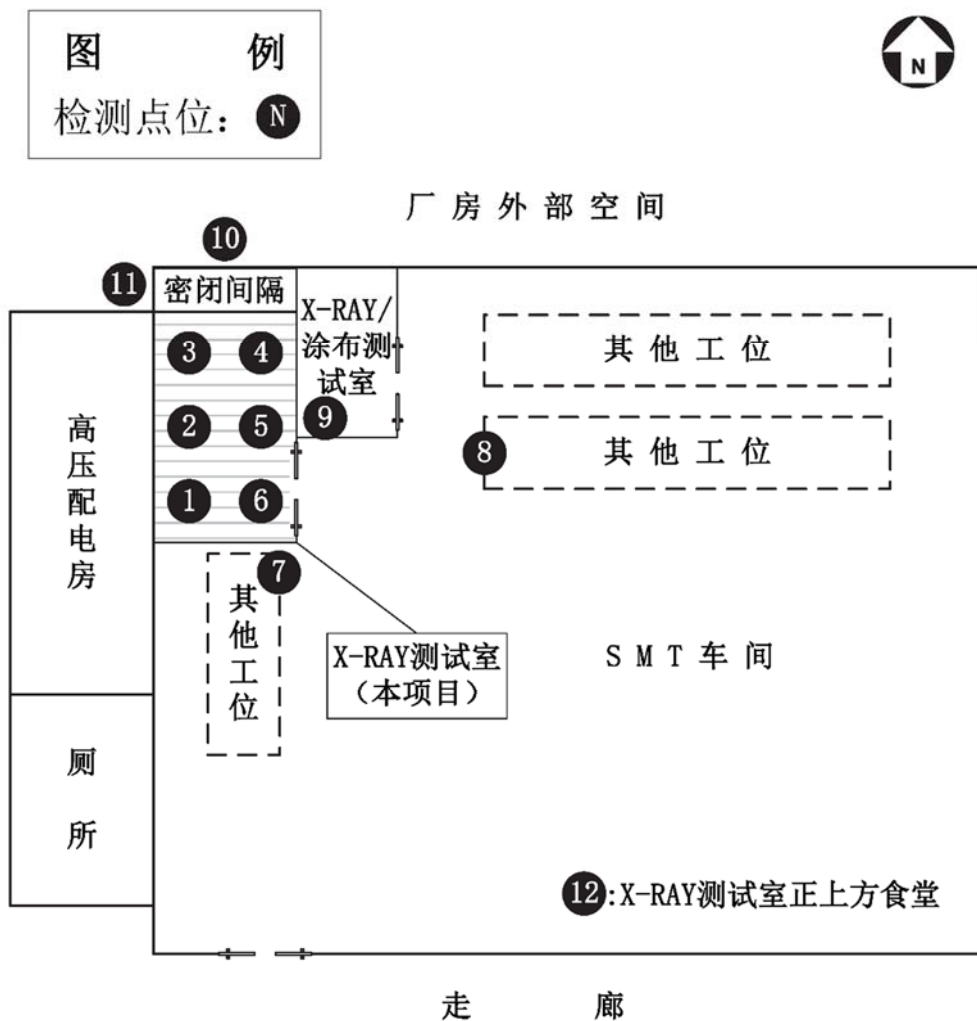 图 例
检测点位： N
N
厂房外部空间
10
11
密闭间隔
X-RAY/
涂布测
试室
9
3 4
2 5
1 6
其他工位
8
其他工位
高压配电房
7
其他工位
X-RAY测试室
（本项目）
SMT车间
厕所
12:X-RAY测试室正上方食堂
走廊